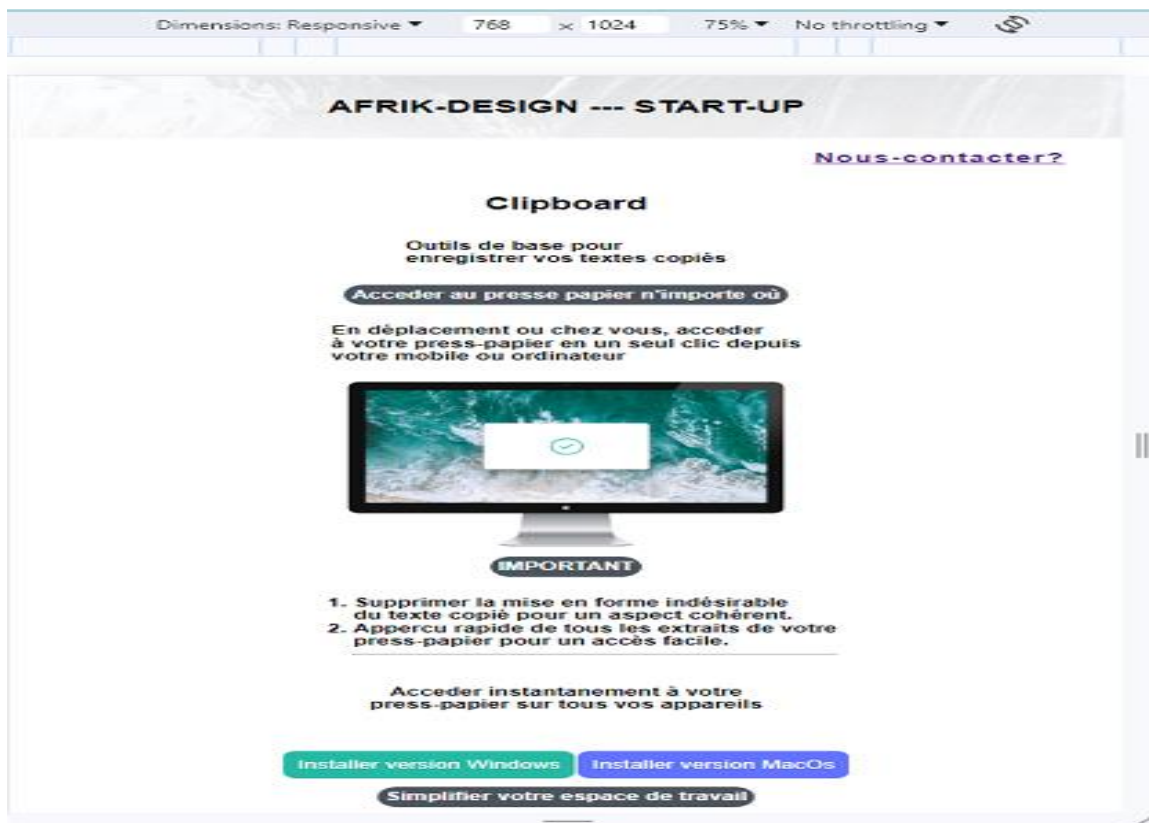 Dimensions: Responsive ▼ 768 × 1024 75% ▼ No throttling ▼
AFRIK-DESIGN --- START-UP
Nous-contacter?
Clipboard
Outils de base pour
enregistrer vos textes copiés
Acceder au presse papier n'importe où
En déplacement ou chez vous, acceder
à votre press-papier en un seul clic depuis
votre mobile ou ordinateur
IMPORTANT
1. Supprimer la mise en forme indésirable
du texte copié pour un aspect cohérent.
2. Appercu rapide de tous les extraits de votre
press-papier pour un accès facile.
Acceder instantanement à votre
press-papier sur tous vos appareils
Installer version Windows Installer version MacOs
Simplifier votre espace de travail